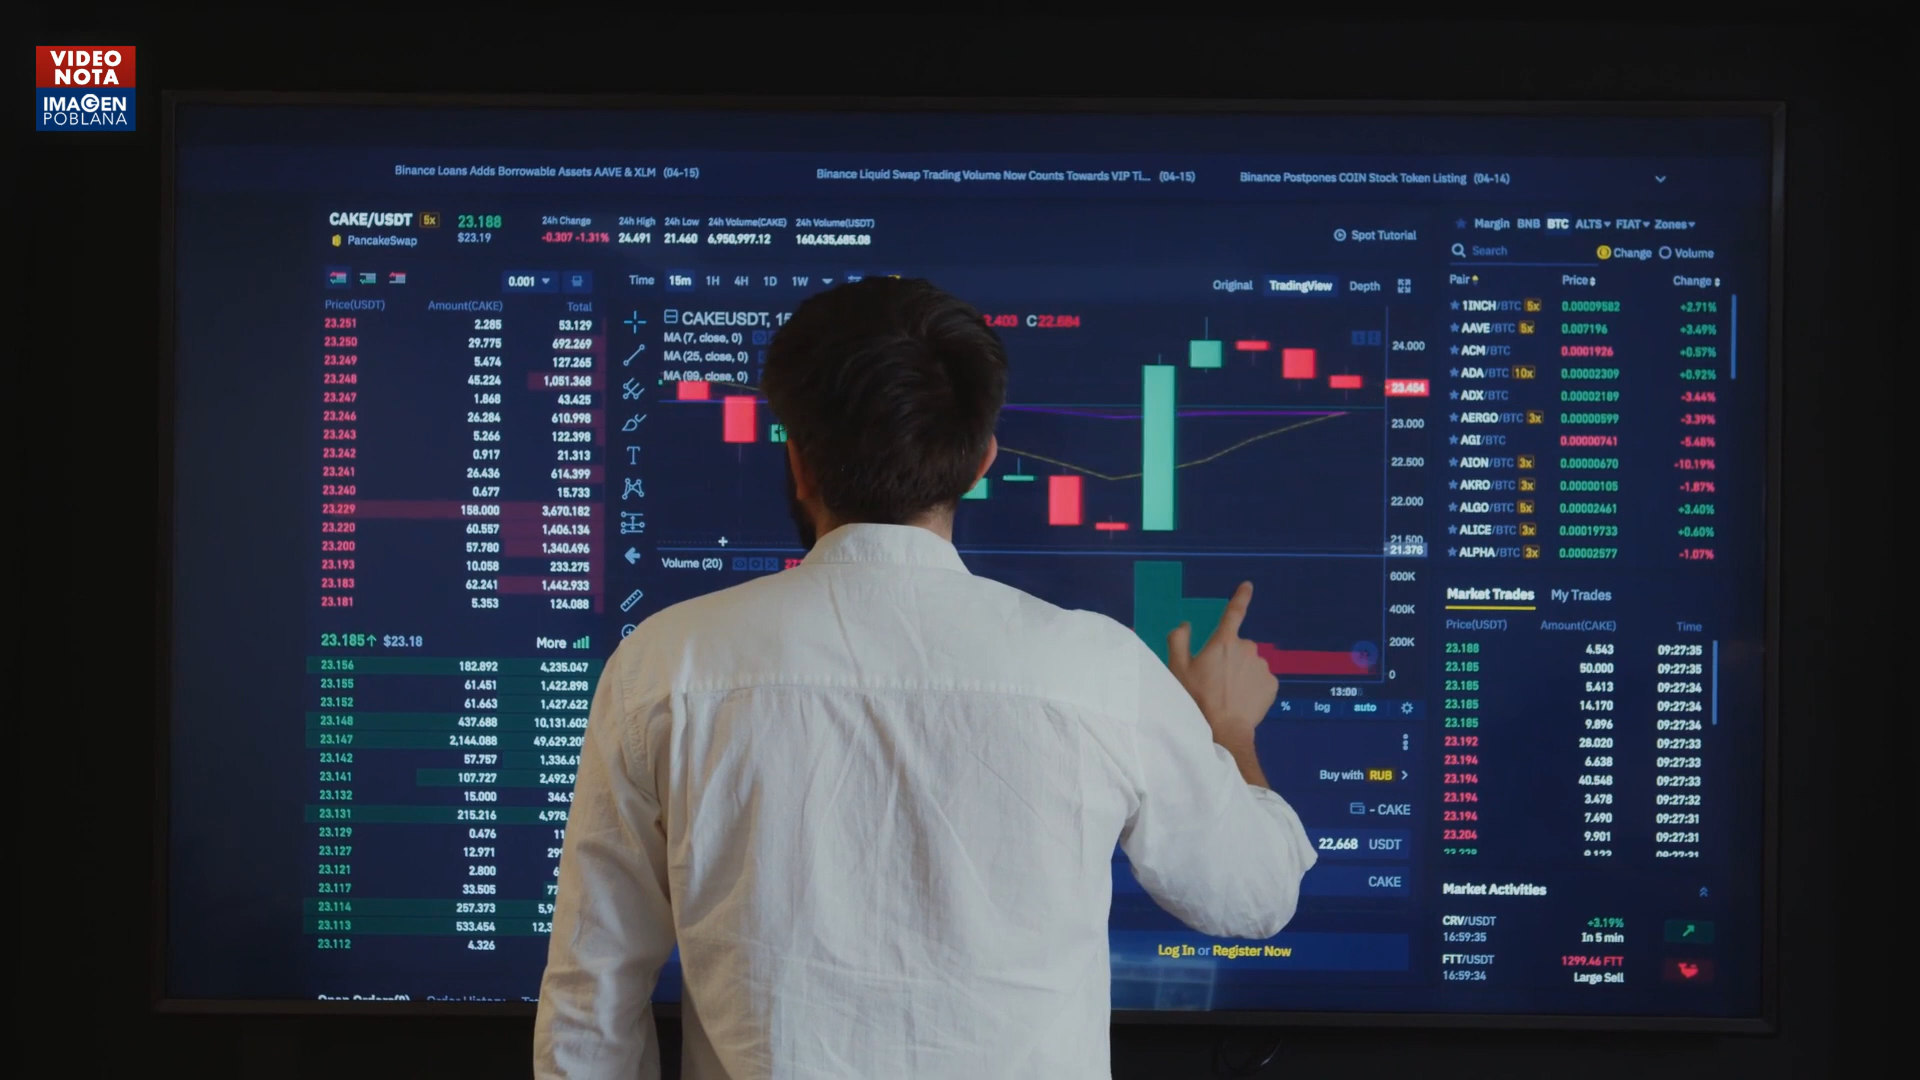 VIDEO
NOTA
IMAGEN
POBLANA
Binance Loans Adds Borrowable Assets AAVE & XLM (04-15)
Binance Liquid Swap Trading Volume Now Counts Towards VIP Ti... (04-15)
Binance Postpones COIN Stock Token Listing (04-14)
CAKE/USDT 5x 23.188 24h Change 24h High 24h Low 24h Volume(CAKE) 24h Volume(USDT)
PancakeSwap $23.19 -0.307 -1.31% 24.491 21.460 6,950,997.12 160,435,685.08
Spot Tutorial
0.001
Price(USDT) Amount(CAKE) Total
23.251 2.285 53.129
23.250 29.775 692.269
23.249 5.474 127.265
23.248 45.224 1,051.368
23.247 1.868 43.425
23.246 26.284 610.998
23.243 5.266 122.398
23.242 0.917 21.313
23.241 26.436 614.399
23.240 0.677 15.733
23.229 158.000 3,670.182
23.220 60.557 1,406.134
23.200 57.780 1,340.496
23.193 10.058 233.275
23.183 62.241 1,442.933
23.181 5.353 124.088
23.185↑ $23.18 More
23.156 182.892 4,235.047
23.155 61.451 1,422.898
23.152 61.663 1,427.622
23.148 437.688 10,131.602
23.147 2,144.088 49,629.20
23.142 57.757 1,336.6
23.141 107.727 2,492.9
23.132 15.000 346.
23.131 215.216 4,978.
23.129 0.476 11
23.127 12.971 29
23.121 2.800 6
23.117 33.505 77
23.114 257.373 5,9
23.113 533.454 12,3
23.112 4.326
Time 15m 1H 4H 1D 1W
Original TradingView Depth
CAKEUSDT, 15 2.403 C22.684
MA (7, close, 0)
MA (25, close, 0)
MA (99, close, 0)
24.000
23.454
23.000
22.500
22.000
21.500
21.376
Volume (20) 27
600K
400K
200K
0
13:00
% log auto
Buy with RUB >
- CAKE
22,668 USDT
CAKE
Log In or Register Now
Margin BNB BTC ALTS FIAT Zones
Search Change Volume
Pair Price Change
1INCH/BTC 5x 0.00009582 +2.71%
AAVE/BTC 5x 0.007196 +3.49%
ACM/BTC 0.0001926 +0.57%
ADA/BTC 10x 0.00002309 +0.92%
ADX/BTC 0.00002189 -3.44%
AERGO/BTC 3x 0.00000599 -3.39%
AGI/BTC 0.00000741 -5.48%
AION/BTC 3x 0.00000670 -10.19%
AKRO/BTC 3x 0.00000105 -1.87%
ALGO/BTC 5x 0.00002461 +3.40%
ALICE/BTC 3x 0.00019733 +0.60%
ALPHA/BTC 3x 0.00002577 -1.07%
Market Trades My Trades
Price(USDT) Amount(CAKE) Time
23.188 4.543 09:27:35
23.185 50.000 09:27:35
23.185 5.413 09:27:34
23.185 14.170 09:27:34
23.185 9.896 09:27:34
23.192 28.020 09:27:33
23.194 6.638 09:27:33
23.194 40.548 09:27:33
23.194 3.478 09:27:32
23.194 7.490 09:27:31
23.204 9.901 09:27:31
Market Activities
CRV/USDT +3.19%
16:59:35 In 5 min
FTT/USDT 1299.46 FTT
16:59:34 Large Sell